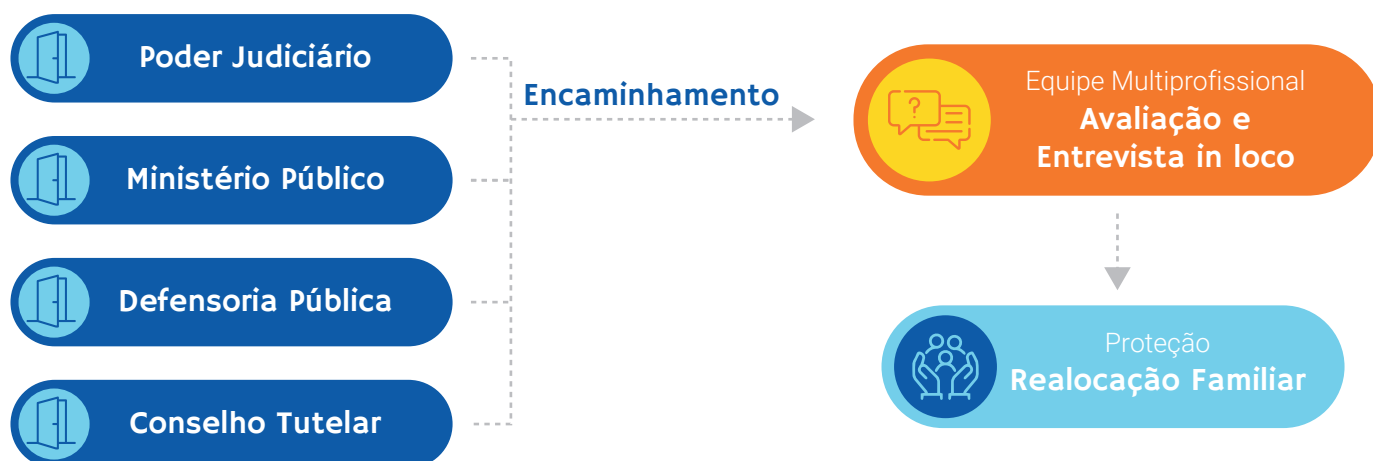 Poder Judiciário
Ministério Público
Defensoria Pública
Conselho Tutelar
Encaminhamento
Equipe Multiprofissional
Avaliação e
Entrevista in loco
?
Proteção
Realocação Familiar